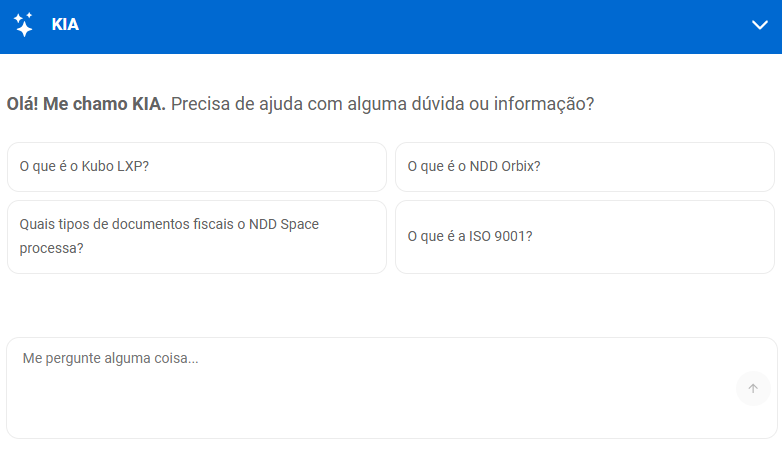 KIA
Olá! Me chamo KIA. Precisa de ajuda com alguma dúvida ou informação?
O que é o Kubo LXP?
O que é o NDD Orbix?
Quais tipos de documentos fiscais o NDD Space
processa?
O que é a ISO 9001?
Me pergunte alguma coisa...